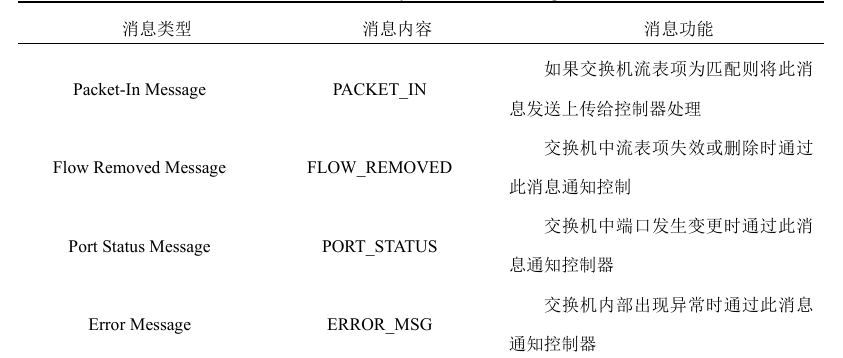 消息类型 消息内容 消息功能
如果交换机流表项为匹配则将此消
Packet-In Message PACKET_IN
息发送上传给控制器处理
交换机中流表项失效或删除时通过
Flow Removed Message FLOW_REMOVED
此消息通知控制
交换机中端口发生变更时通过此消
Port Status Message PORT_STATUS
息通知控制器
交换机内部出现异常时通过此消息
Error Message ERROR_MSG
通知控制器